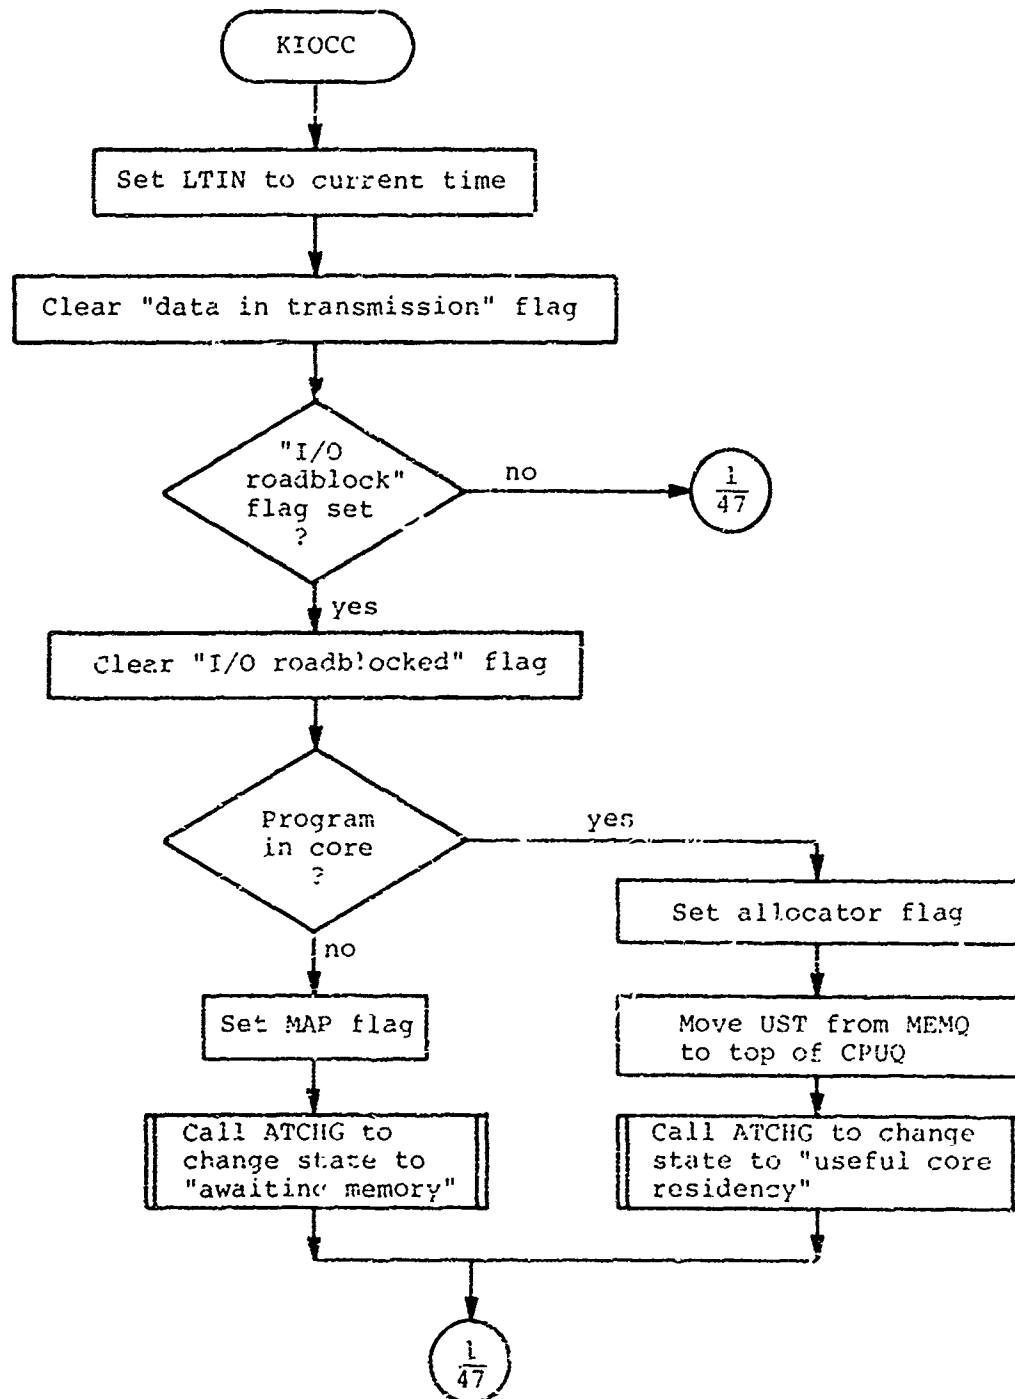 KIOCC
Set LTIN to current time
Clear "data in transmission" flag
"I/O
roadblock"
flag set
?
no
1
47
yes
Clear "I/O roadblocked" flag
Program
in core
?
yes
no
Set allocator flag
Set MAP flag
Move UST from MEMQ
to top of CPUQ
Call ATCHG to
change state to
"awaiting memory"
Call ATCHG to change
state to "useful core
residency"
1
47